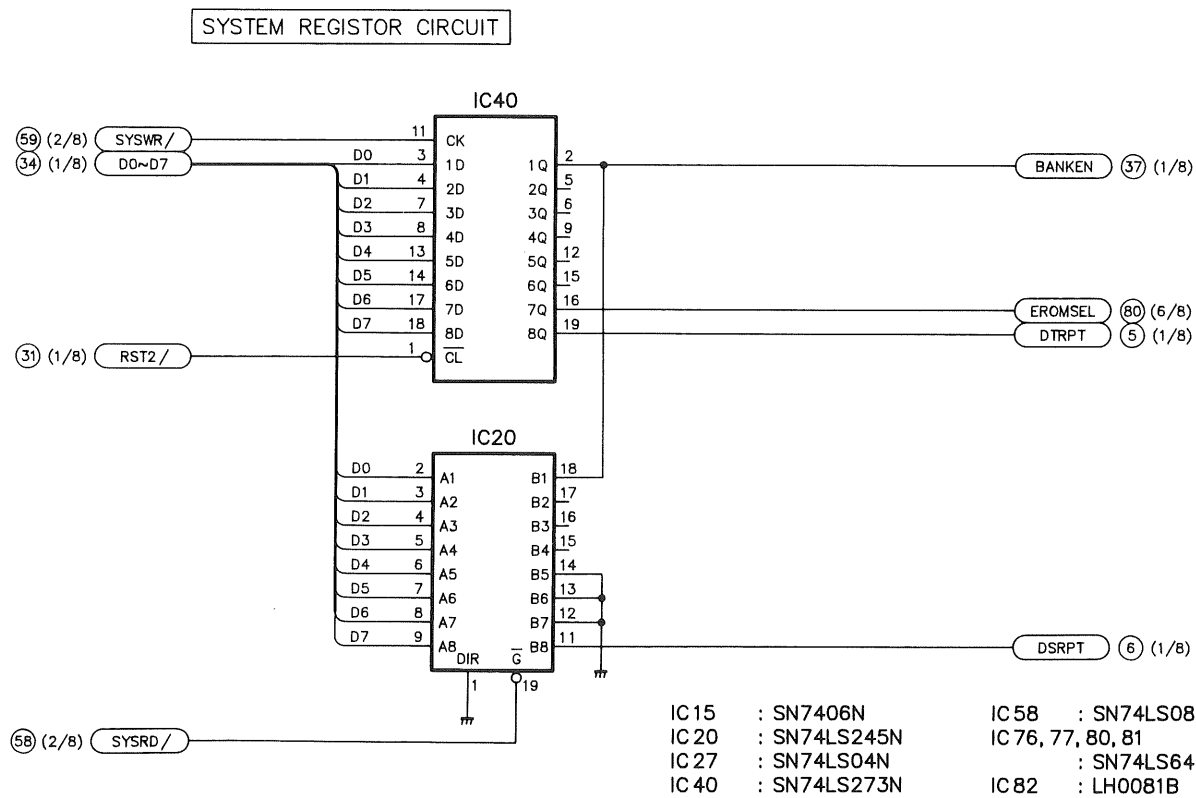 SYSTEM REGISTOR CIRCUIT
IC40
59 (2/8) SYSWR/ 11 CK
34 (1/8) D0~D7 D0 3 1D 1Q 2 BANKEN 37 (1/8)
D1 4 2D 2Q 5
D2 7 3D 3Q 6
D3 8 4D 4Q 9
D4 13 5D 5Q 12
D5 14 6D 6Q 15
D6 17 7D 7Q 16 EROMSEL 80 (6/8)
D7 18 8D 8Q 19 DTRPT 5 (1/8)
31 (1/8) RST2/ 1 CL
IC20
D0 2 A1 B1 18
D1 3 A2 B2 17
D2 4 A3 B3 16
D3 5 A4 B4 15
D4 6 A5 B5 14
D5 7 A6 B6 13
D6 8 A7 B7 12
D7 9 A8 B8 11 DSRPT 6 (1/8)
DIR G
1 19
58 (2/8) SYSRD/
IC15 : SN7406N IC58 : SN74LS08
IC20 : SN74LS245N IC76, 77, 80, 81
IC27 : SN74LS04N : SN74LS64
IC40 : SN74LS273N IC82 : LH0081B